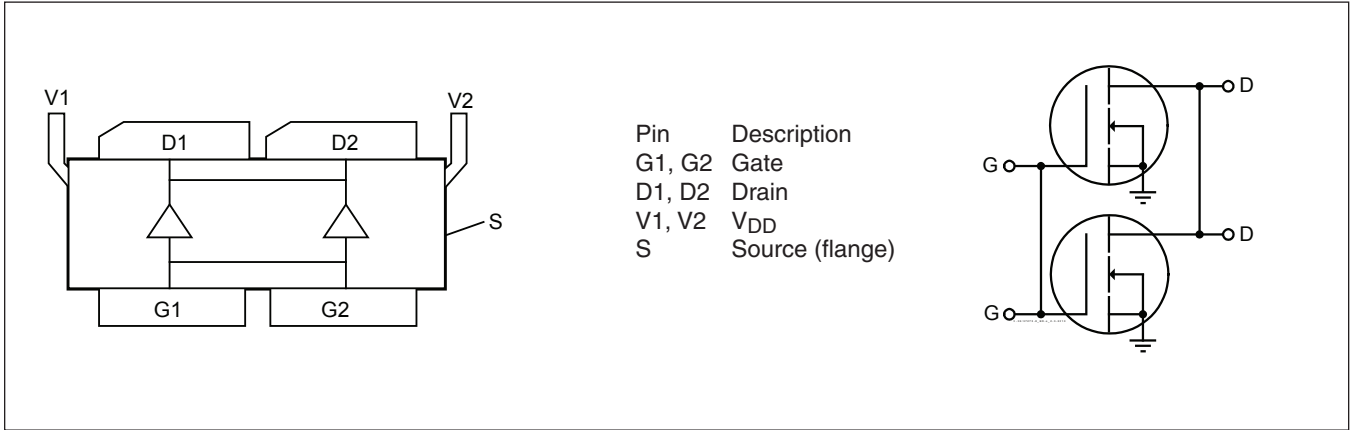 V1
V2
D1
D2
S
G1
G2
Pin Description
G1, G2 Gate
D1, D2 Drain
V1, V2 VDD
S Source (flange)
D
G
D
G